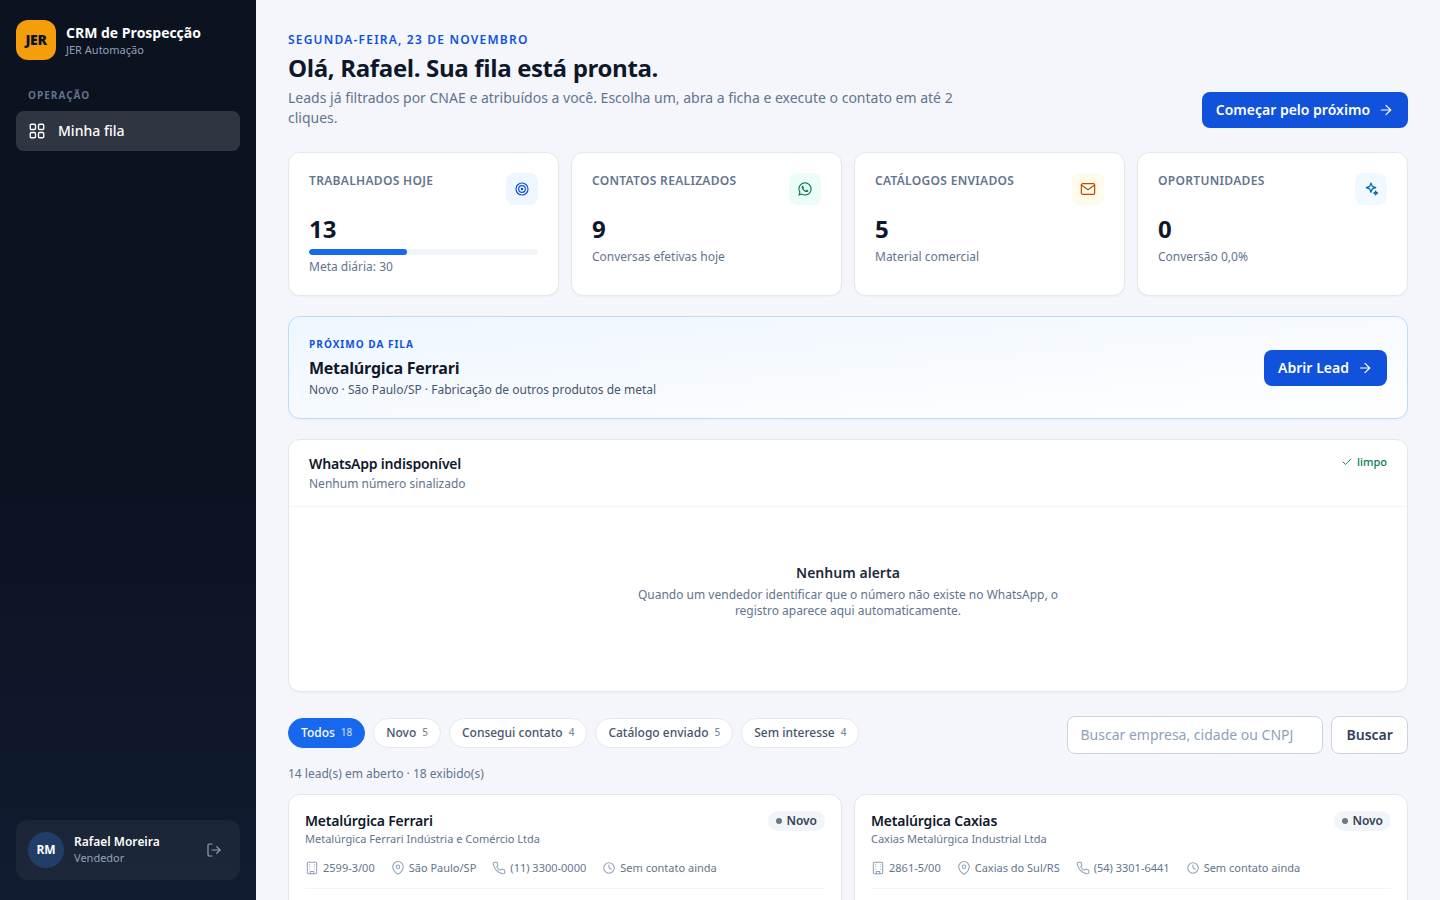 JER
CRM de Prospecção
JER Automação
OPERAÇÃO
Minha fila
RM
Rafael Moreira
Vendedor
SEGUNDA-FEIRA, 23 DE NOVEMBRO
Olá, Rafael. Sua fila está pronta.
Leads já filtrados por CNAE e atribuídos a você. Escolha um, abra a ficha e execute o contato em até 2
cliques.
Começar pelo próximo
TRABALHADOS HOJE
13
Meta diária: 30
CONTATOS REALIZADOS
9
Conversas efetivas hoje
CATÁLOGOS ENVIADOS
5
Material comercial
OPORTUNIDADES
0
Conversão 0,0%
PRÓXIMO DA FILA
Metalúrgica Ferrari
Novo · São Paulo/SP · Fabricação de outros produtos de metal
Abrir Lead
WhatsApp indisponível
Nenhum número sinalizado
limpo
Nenhum alerta
Quando um vendedor identificar que o número não existe no WhatsApp, o
registro aparece aqui automaticamente.
Todos 18
Novo 5
Consegui contato 4
Catálogo enviado 5
Sem interesse 4
Buscar empresa, cidade ou CNPJ
Buscar
14 lead(s) em aberto · 18 exibido(s)
Metalúrgica Ferrari
Novo
Metalúrgica Ferrari Indústria e Comércio Ltda
2599-3/00 São Paulo/SP (11) 3300-0000 Sem contato ainda
Metalúrgica Caxias
Novo
Caxias Metalúrgica Industrial Ltda
2861-5/00 Caxias do Sul/RS (54) 3301-6441 Sem contato ainda